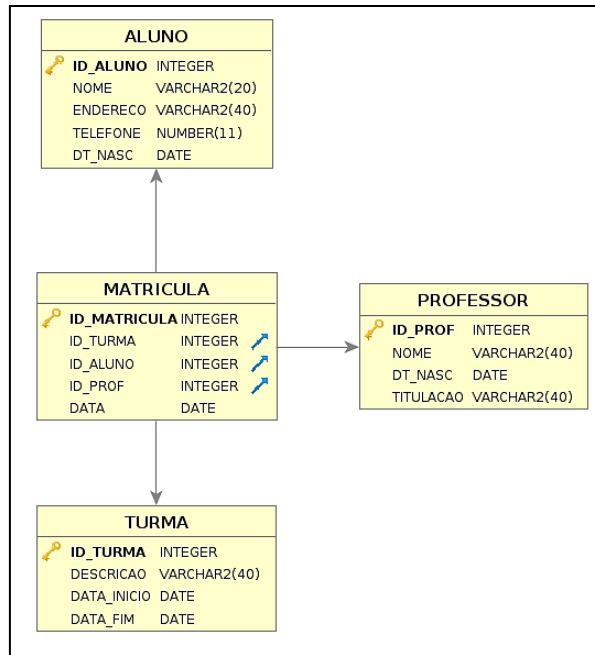 ALUNO
ID_ALUNO INTEGER
NOME VARCHAR2(20)
ENDERECO VARCHAR2(40)
TELEFONE NUMBER(11)
DT_NASC DATE
MATRICULA
ID_MATRICULA INTEGER
ID_TURMA INTEGER
ID_ALUNO INTEGER
ID_PROF INTEGER
DATA DATE
PROFESSOR
ID_PROF INTEGER
NOME VARCHAR2(40)
DT_NASC DATE
TITULACAO VARCHAR2(40)
TURMA
ID_TURMA INTEGER
DESCRICAO VARCHAR2(40)
DATA_INICIO DATE
DATA_FIM DATE